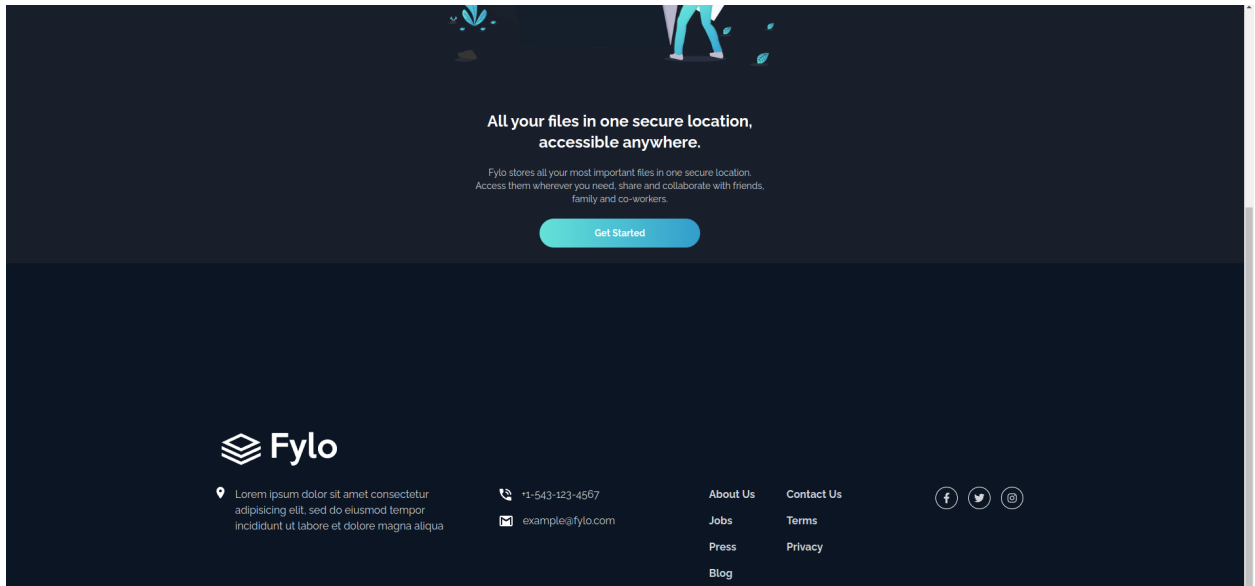 All your files in one secure location,
accessible anywhere.
Fylo stores all your most important files in one secure location.
Access them wherever you need, share and collaborate with friends,
family and co-workers.
Get Started
Fylo
Lorem ipsum dolor sit amet consectetur
adipisicing elit, sed do eiusmod tempor
incididunt ut labore et dolore magna aliqua
+1-543-123-4567
example@fylo.com
About Us
Jobs
Press
Blog
Contact Us
Terms
Privacy